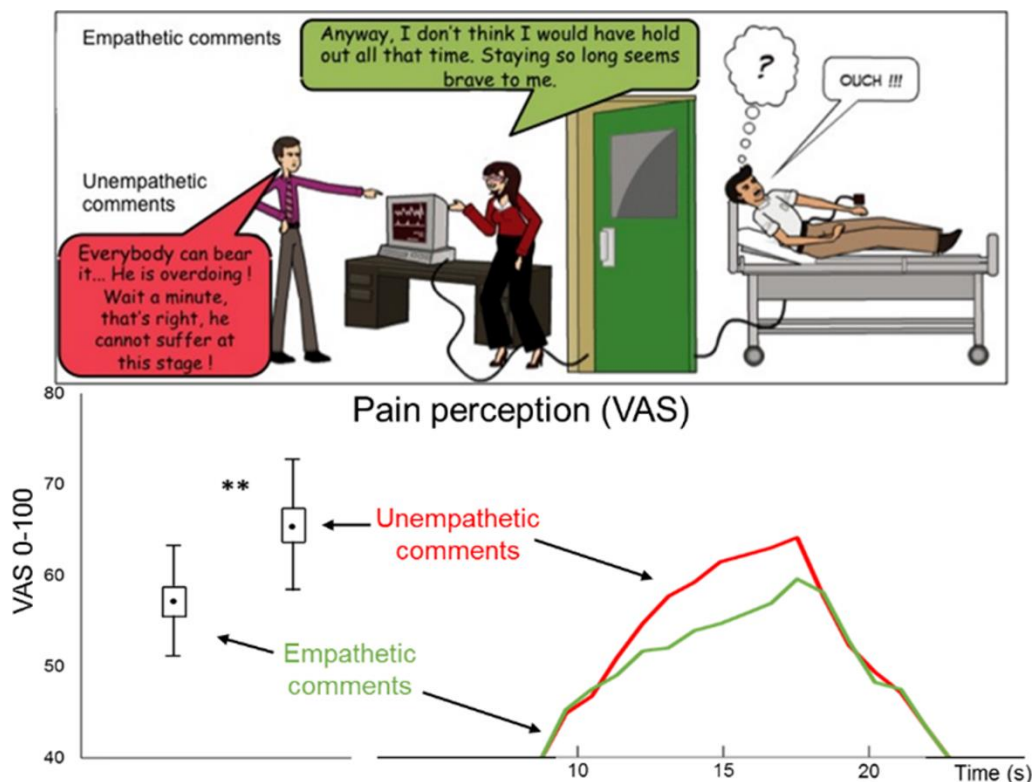 Empathetic comments
Anyway, I don't think I would have hold
out all that time. Staying so long seems
brave to me.
?
OUCH !!!
Unempathetic
comments
Everybody can bear
it... He is overdoing !
Wait a minute,
that's right, he
cannot suffer at
this stage !
Pain perception (VAS)
VAS 0-100
80
70
60
50
40
**
Unempathetic
comments
Empathetic
comments
10
15
20
Time (s)